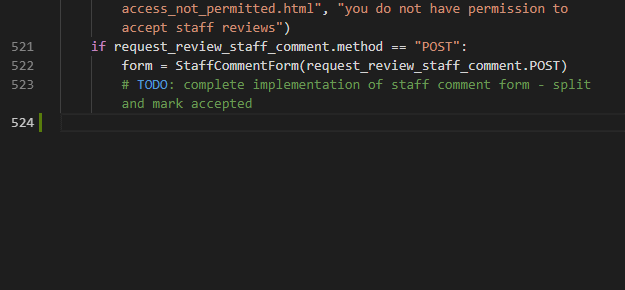 access_not_permitted.html", "you do not have permission to
accept staff reviews")
521 if request_review_staff_comment.method == "POST":
522 form = StaffCommentForm(request_review_staff_comment.POST)
523 # TODO: complete implementation of staff comment form - split
and mark accepted
524